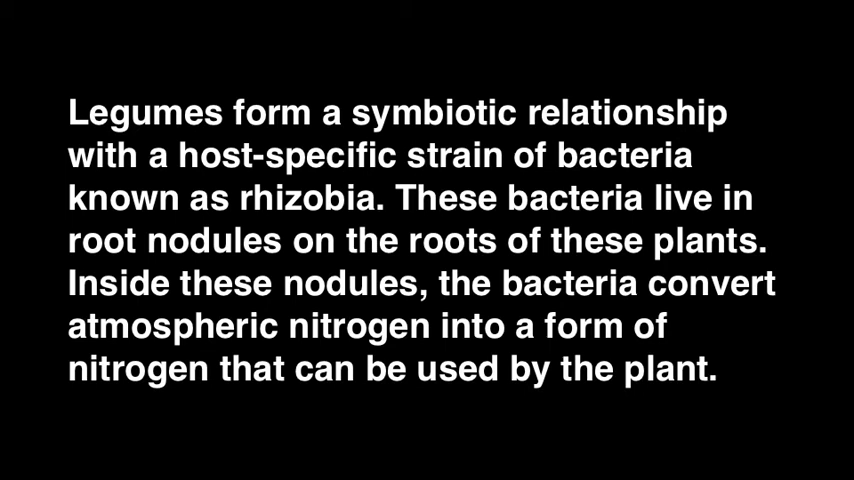 Legumes form a symbiotic relationship
with a host-specific strain of bacteria
known as rhizobia. These bacteria live in
root nodules on the roots of these plants.
Inside these nodules, the bacteria convert
atmospheric nitrogen into a form of
nitrogen that can be used by the plant.